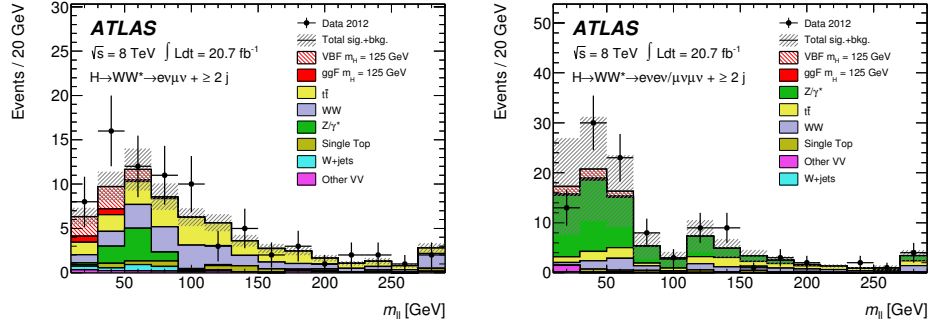 Events / 20 GeV
30
25
20
15
10
5
0
ATLAS
√s = 8 TeV ∫ Ldt = 20.7 fb⁻¹
H→WW*→eνμν + ≥ 2 j
Data 2012
Total sig.+bkg.
VBF m_H = 125 GeV
ggF m_H = 125 GeV
tt̄
WW
Z/γ*
Single Top
W+jets
Other VV
50 100 150 200 250
m_ll [GeV]
Events / 20 GeV
50
40
30
20
10
0
ATLAS
√s = 8 TeV ∫ Ldt = 20.7 fb⁻¹
H→WW*→eνeν/μνμν + ≥ 2 j
Data 2012
Total sig.+bkg.
VBF m_H = 125 GeV
ggF m_H = 125 GeV
Z/γ*
tt̄
WW
Single Top
Other VV
W+jets
50 100 150 200 250
m_ll [GeV]